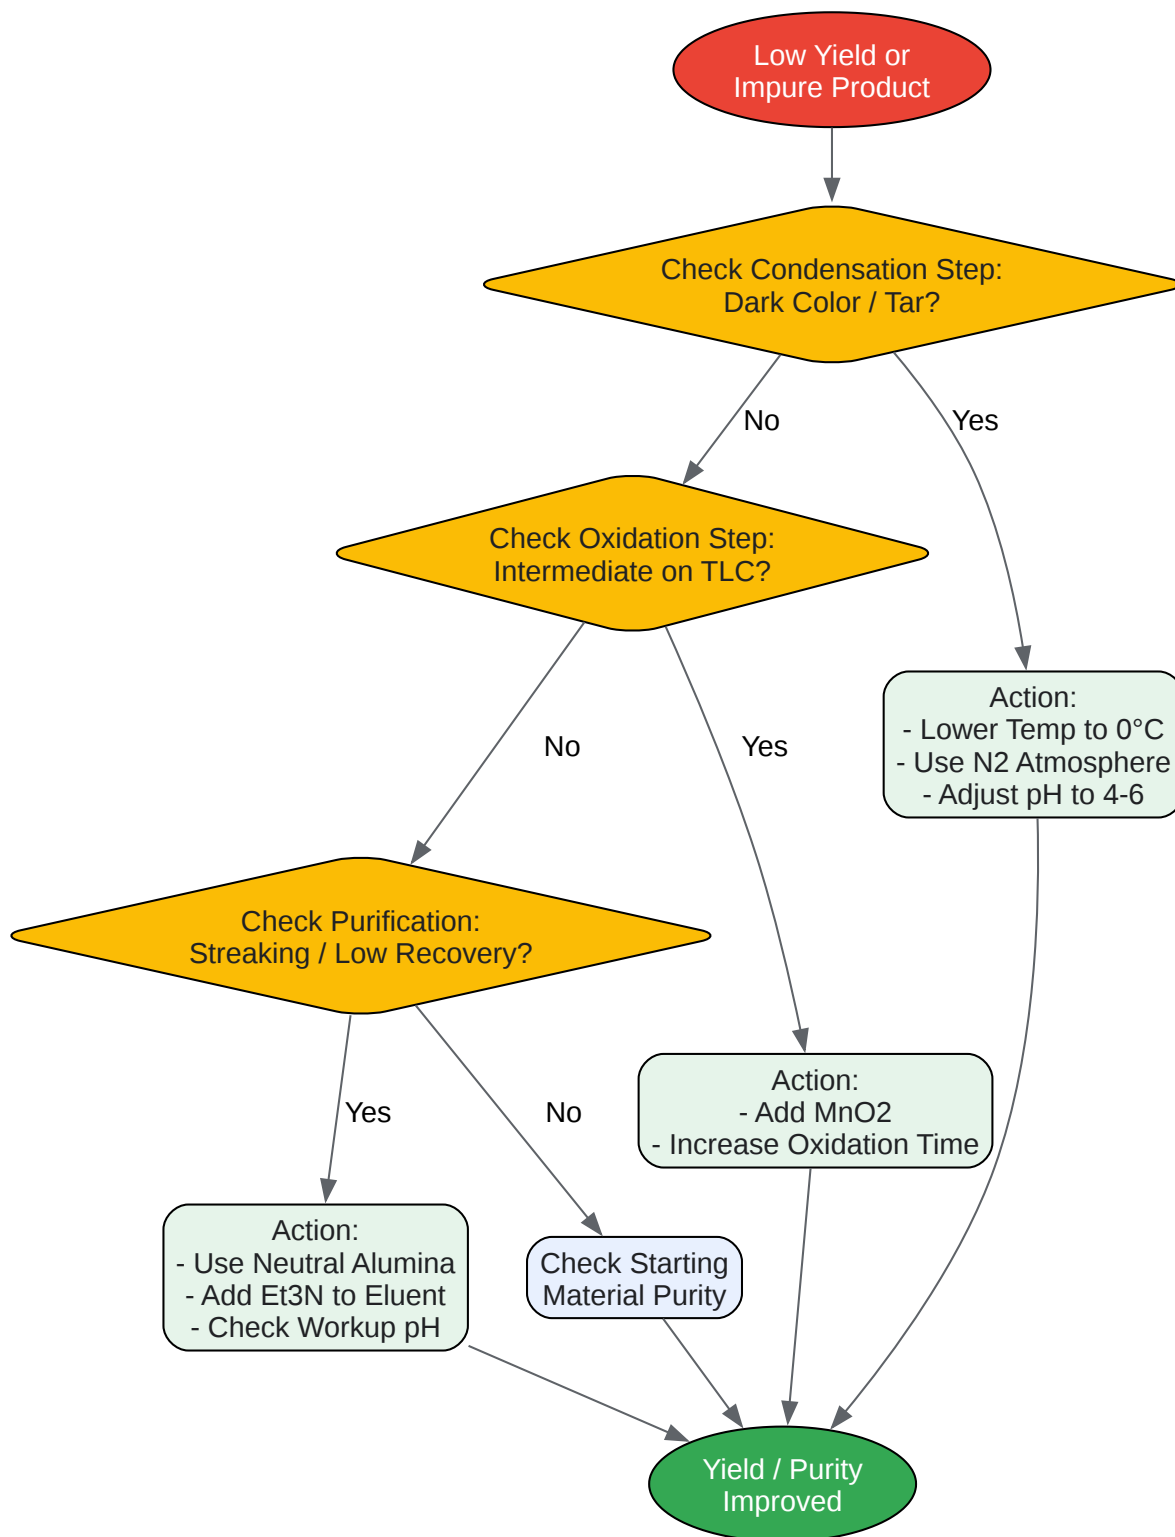 Low Yield or
Impure Product
Check Condensation Step:
Dark Color / Tar?
No
Yes
Check Oxidation Step:
Intermediate on TLC?
Action:
- Lower Temp to 0°C
- Use N2 Atmosphere
- Adjust pH to 4-6
No
Yes
Check Purification:
Streaking / Low Recovery?
Action:
- Add MnO2
- Increase Oxidation Time
Yes
No
Action:
- Use Neutral Alumina
- Add Et3N to Eluent
- Check Workup pH
Check Starting
Material Purity
Yield / Purity
Improved